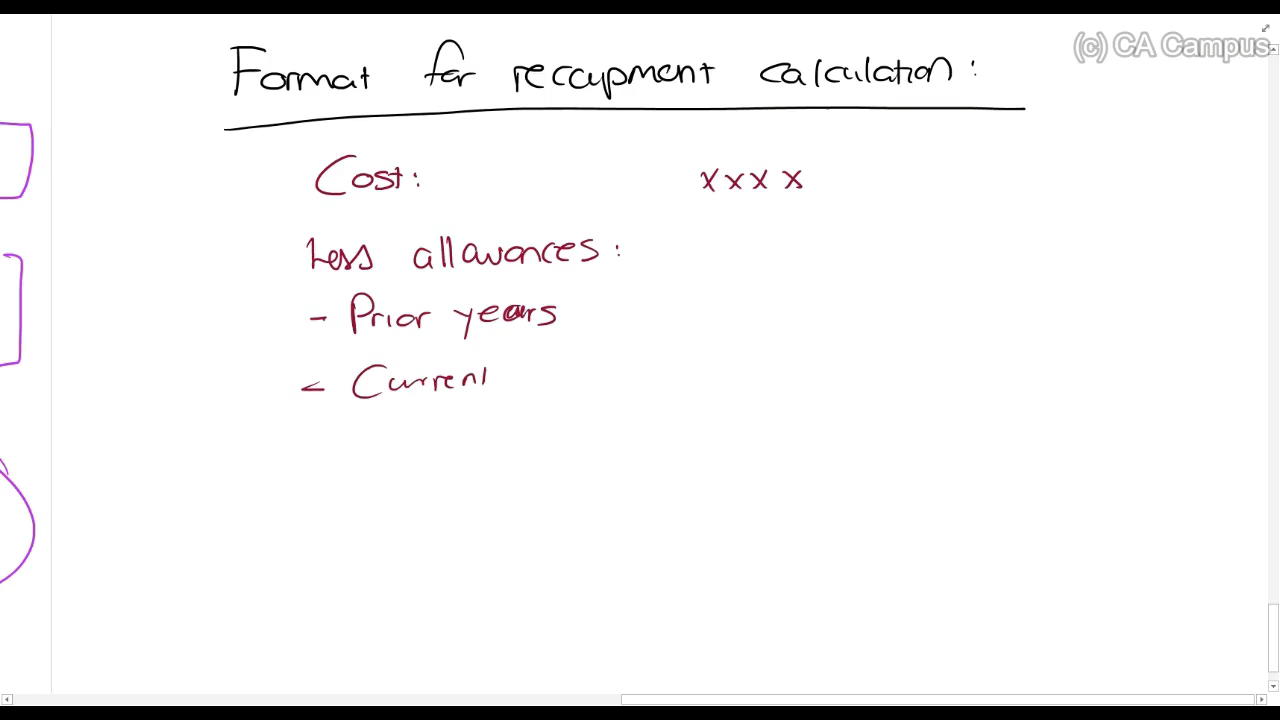 (c) CA Campus
Format for recoupment calculation:
Cost: xxxx
Less allowances:
- Prior years
- Current